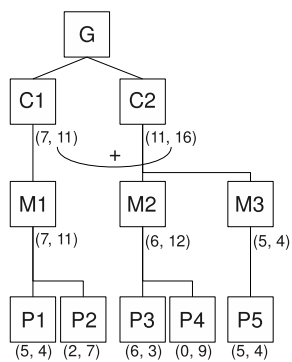 G
C1 C2
(7, 11) (11, 16)
+
M1 M2 M3
(7, 11) (6, 12) (5, 4)
P1 P2 P3 P4 P5
(5, 4) (2, 7) (6, 3) (0, 9) (5, 4)